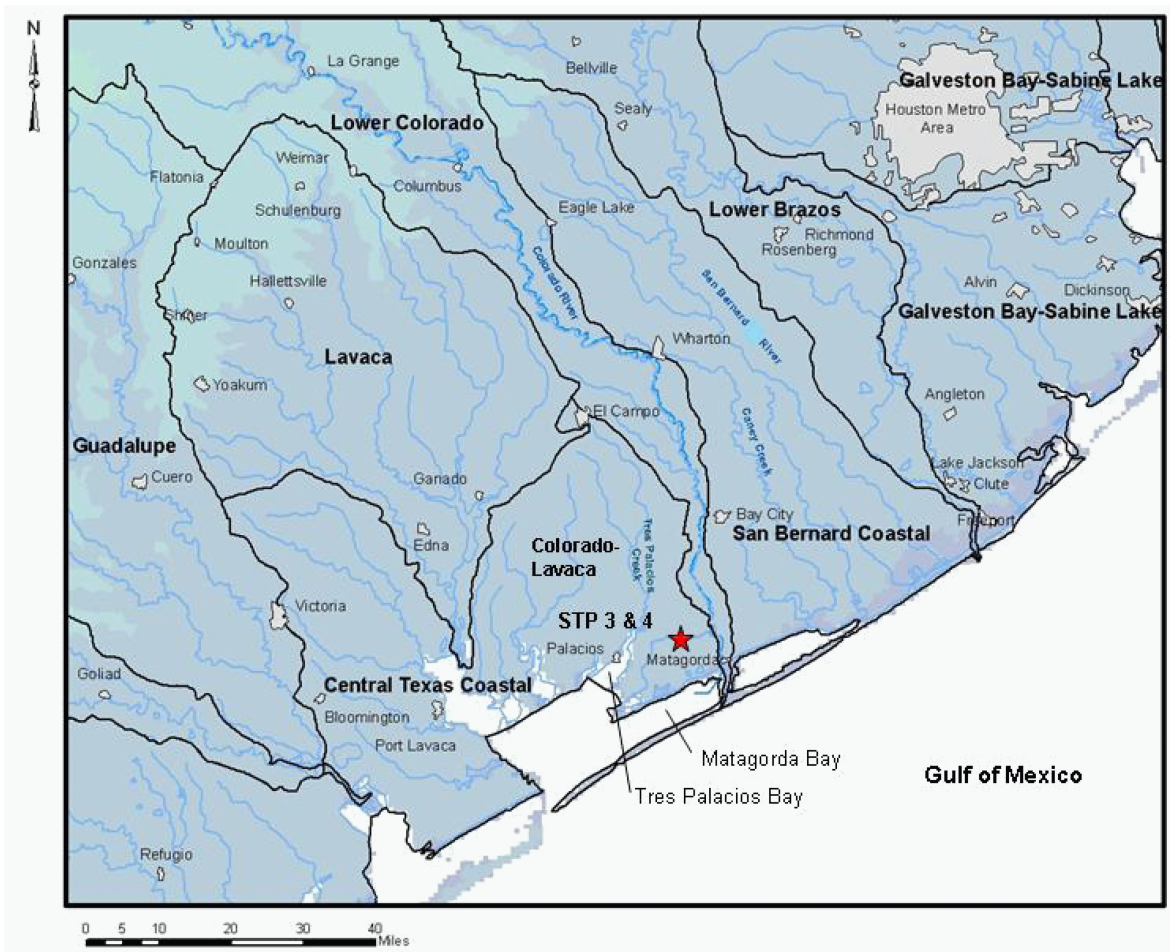 N
La Grange
Bellville
Galveston Bay-Sabine Lake
Houston Metro
Area
Sealy
Lower Colorado
Weimar
Flatonia
Columbus
Schulenburg
Eagle Lake
Lower Brazos
Richmond
Rosenberg
Moulton
Gonzales
Hallettsville
Colorado River
San Bernard River
Alvin
Dickinson
Galveston Bay-Sabine Lake
Shiner
Wharton
Lavaca
Yoakum
Angleton
El Campo
Caney Creek
Guadalupe
Cuero
Ganado
Lake Jackson
Clute
Bay City
Freeport
San Bernard Coastal
Edna
Colorado-
Lavaca
Tres Palacios
Creek
Victoria
STP 3 & 4
Palacios
Matagorda
Goliad
Central Texas Coastal
Bloomington
Port Lavaca
Matagorda Bay
Gulf of Mexico
Tres Palacios Bay
Refugio
0 5 10 20 30 40
Miles